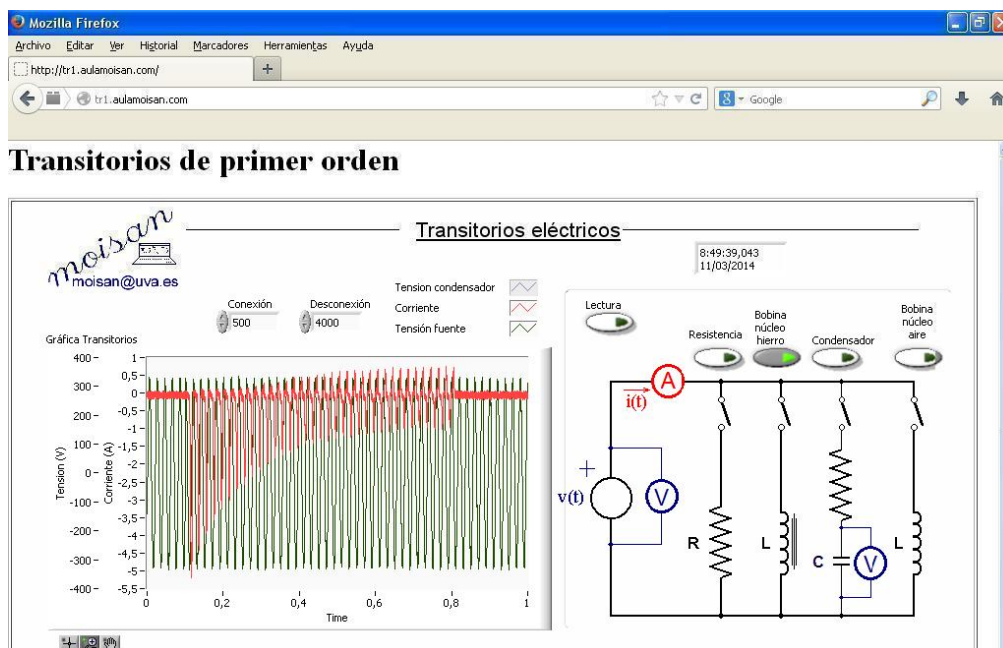 Mozilla Firefox
Archivo Editar Ver Historial Marcadores Herramientas Ayuda
http://tr1.aulamoisan.com/ +
tr1.aulamoisan.com
Google
Transitorios de primer orden
moisan
moisan@uva.es
Transitorios eléctricos
8:49:39,043
11/03/2014
Conexión
500
Desconexión
4000
Tension condensador
Corriente
Tensión fuente
Gráfica Transitorios
Tension (V)
400
300
200
100
0
-100
-200
-300
-400
Corriente (A)
1
0,5
0
-0,5
-1
-1,5
-2
-2,5
-3
-3,5
-4
-4,5
-5
-5,5
0 0,2 0,4 0,6 0,8 1
Time
Lectura
Resistencia
Bobina
núcleo
hierro
Condensador
Bobina
núcleo
aire
A
i(t)
+
v(t)
V
R
L
C
V
L